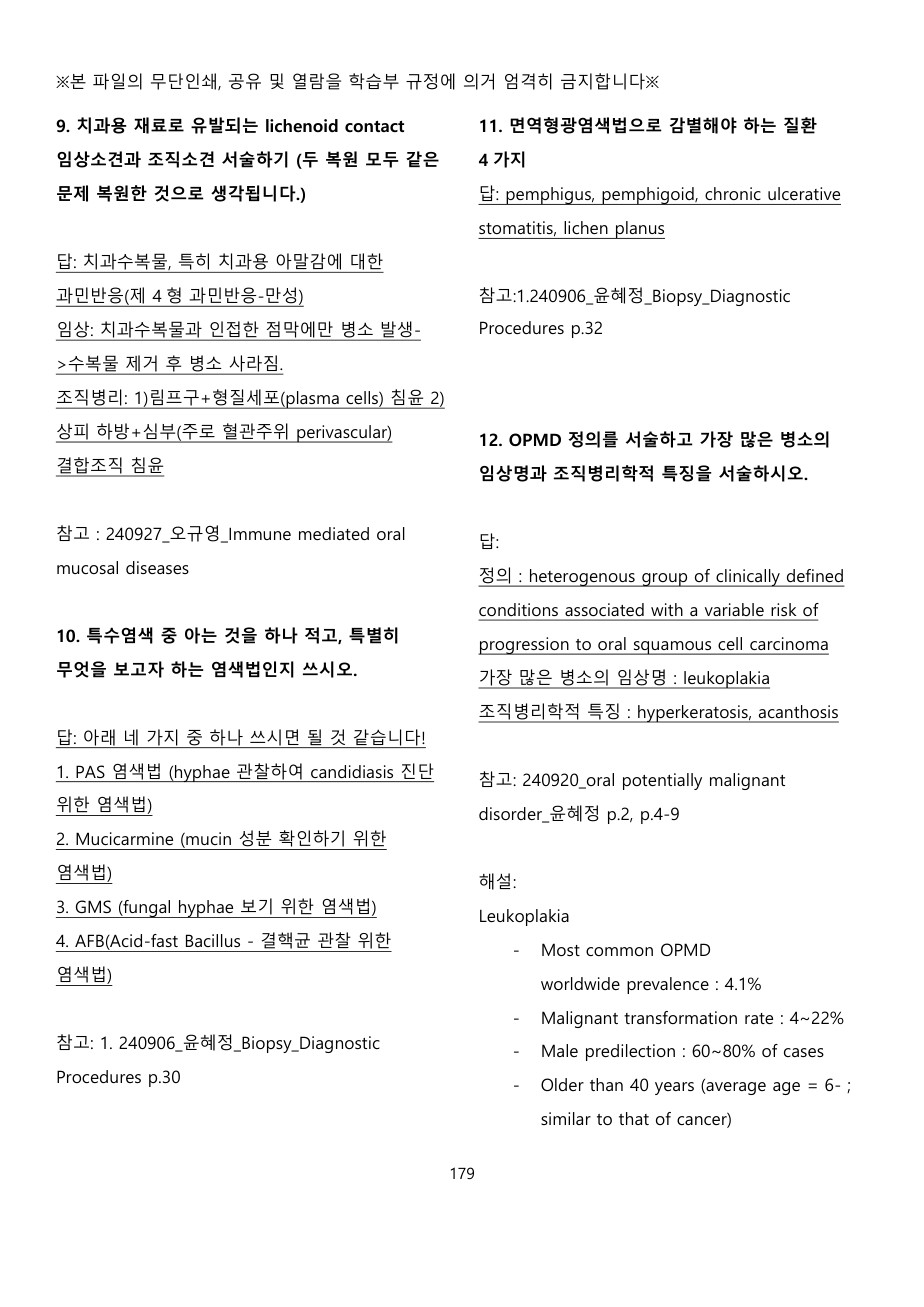 ※본 파일의 무단인쇄, 공유 및 열람을 학습부 규정에 의거 엄격히 금지합니다※
9. 치과용 재료로 유발되는 lichenoid contact
임상소견과 조직소견 서술하기 (두 복원 모두 같은
문제 복원한 것으로 생각됩니다.)
답: 치과수복물, 특히 치과용 아말감에 대한
과민반응(제 4 형 과민반응-만성)
임상: 치과수복물과 인접한 점막에만 병소 발생-
>수복물 제거 후 병소 사라짐.
조직병리: 1)림프구+형질세포(plasma cells) 침윤 2)
상피 하방+심부(주로 혈관주위 perivascular)
결합조직 침윤
참고 : 240927_오규영_Immune mediated oral
mucosal diseases
10. 특수염색 중 아는 것을 하나 적고, 특별히
무엇을 보고자 하는 염색법인지 쓰시오.
답: 아래 네 가지 중 하나 쓰시면 될 것 같습니다!
1. PAS 염색법 (hyphae 관찰하여 candidiasis 진단
위한 염색법)
2. Mucicarmine (mucin 성분 확인하기 위한
염색법)
3. GMS (fungal hyphae 보기 위한 염색법)
4. AFB(Acid-fast Bacillus - 결핵균 관찰 위한
염색법)
참고: 1. 240906_윤혜정_Biopsy_Diagnostic
Procedures p.30
11. 면역형광염색법으로 감별해야 하는 질환
4 가지
답: pemphigus, pemphigoid, chronic ulcerative
stomatitis, lichen planus
참고:1.240906_윤혜정_Biopsy_Diagnostic
Procedures p.32
12. OPMD 정의를 서술하고 가장 많은 병소의
임상명과 조직병리학적 특징을 서술하시오.
답:
정의 : heterogenous group of clinically defined
conditions associated with a variable risk of
progression to oral squamous cell carcinoma
가장 많은 병소의 임상명 : leukoplakia
조직병리학적 특징 : hyperkeratosis, acanthosis
참고: 240920_oral potentially malignant
disorder_윤혜정 p.2, p.4-9
해설:
Leukoplakia
- Most common OPMD
worldwide prevalence : 4.1%
- Malignant transformation rate : 4~22%
- Male predilection : 60~80% of cases
- Older than 40 years (average age = 6- ;
similar to that of cancer)
179